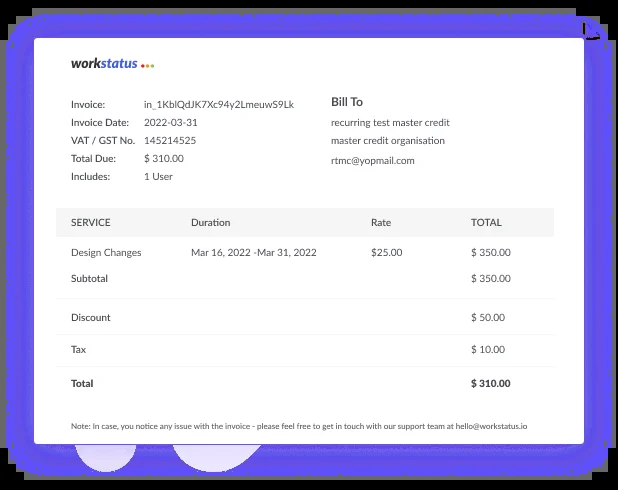 workstatus
Invoice: in_1KblQdJK7Xc94y2LmeuwS9Lk
Invoice Date: 2022-03-31
VAT / GST No. 145214525
Total Due: $ 310.00
Includes: 1 User
Bill To
recurring test master credit
master credit organisation
rtmc@yopmail.com
SERVICE Duration Rate TOTAL
Design Changes Mar 16, 2022 -Mar 31, 2022 $25.00 $ 350.00
Subtotal $ 350.00
Discount $ 50.00
Tax $ 10.00
Total $ 310.00
Note: In case, you notice any issue with the invoice - please feel free to get in touch with our support team at hello@workstatus.io